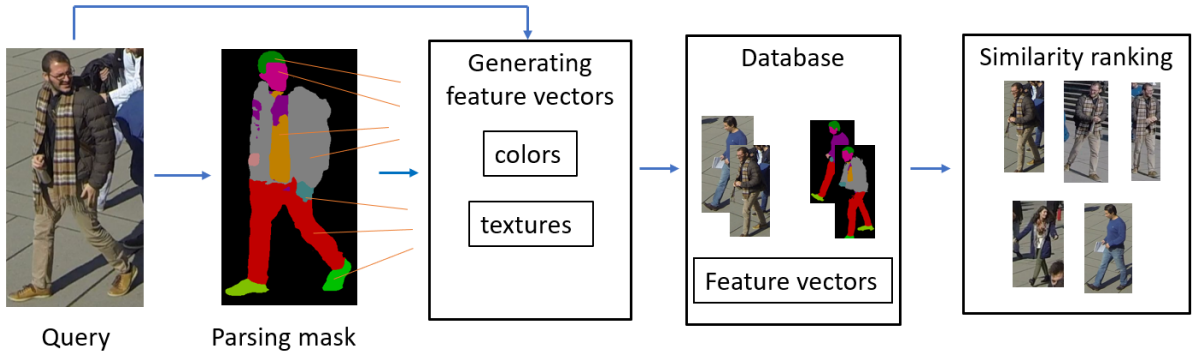 Generating
feature vectors
colors
textures
Database
Feature vectors
Similarity ranking
Query
Parsing mask